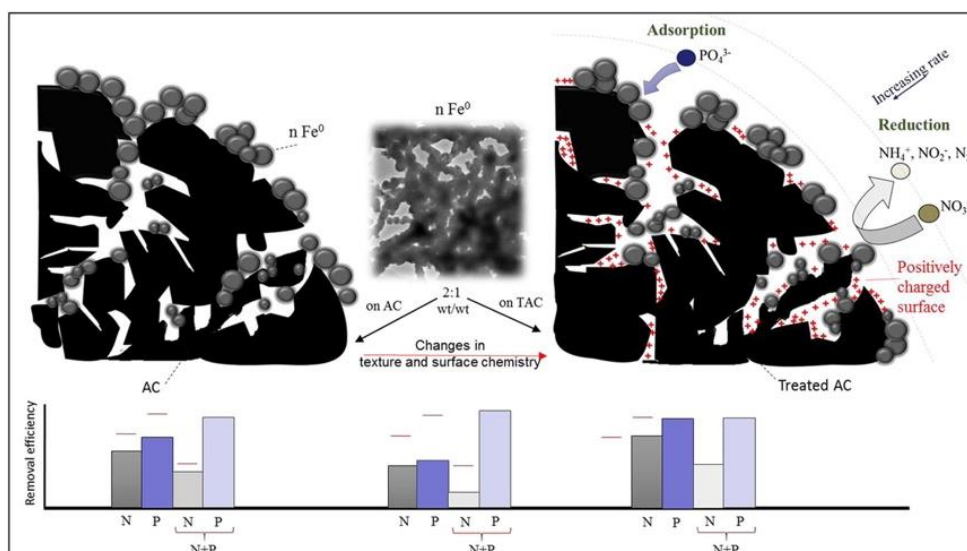 Adsorption
PO₄³⁻
Increasing rate
n Fe⁰
n Fe⁰
Reduction
NH₄⁺, NO₂⁻, N
NO₃
Positively
charged
surface
2:1
wt/wt
on AC
on TAC
Changes in
texture and surface chemistry
AC
Treated AC
Removal efficiency
N P N P
N+P
N P N P
N+P
N P N P
N+P